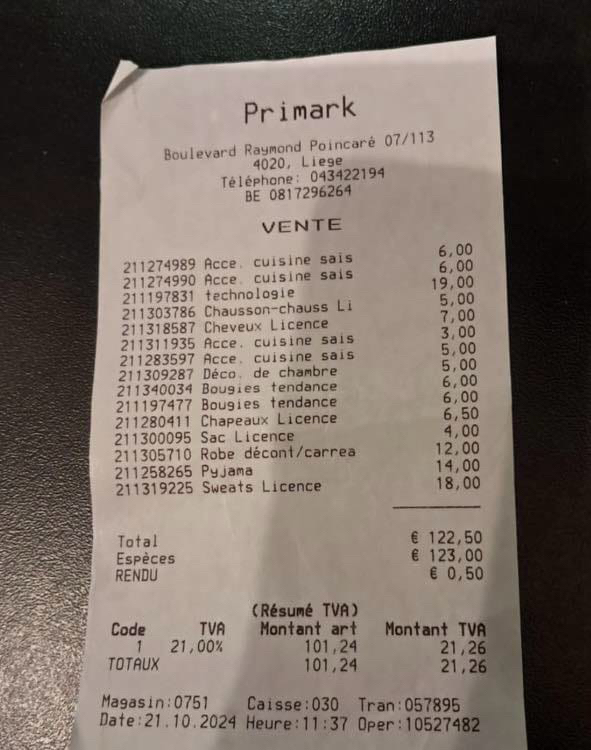 Primark
Boulevard Raymond Poincaré 07/113
4020, Liege
Téléphone: 043422194
BE 0817296264
VENTE
211274989 Acce. cuisine sais 6,00
211274990 Acce. cuisine sais 6,00
211197831 technologie 19,00
211303786 Chausson-chauss Li 5,00
211318587 Cheveux Licence 7,00
211311935 Acce. cuisine sais 3,00
211283597 Acce. cuisine sais 5,00
211309287 Déco. de chambre 5,00
211340034 Bougies tendance 6,00
211197477 Bougies tendance 6,00
211280411 Chapeaux Licence 6,50
211300095 Sac Licence 4,00
211305710 Robe décont/carrea 12,00
211258265 Pyjama 14,00
211319225 Sweats Licence 18,00
Total € 122,50
Espèces € 123,00
RENDU € 0,50
(Résumé TVA)
Code TVA Montant art Montant TVA
1 21,00% 101,24 21,26
TOTAUX 101,24 21,26
Magasin:0751 Caisse:030 Tran:057895
Date:21.10.2024 Heure:11:37 Oper:10527482